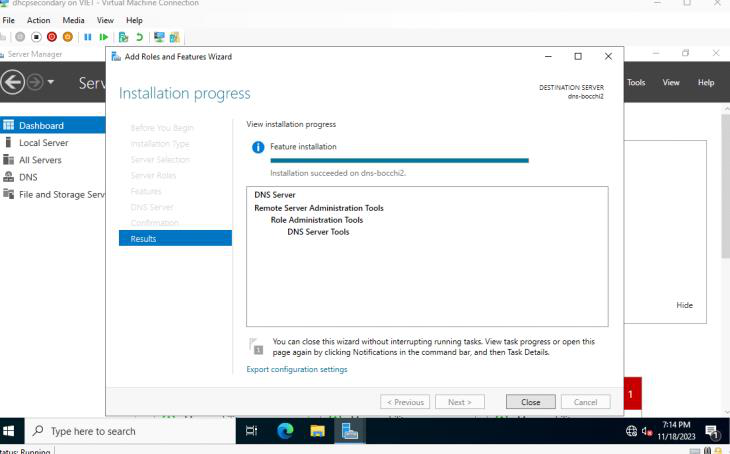 dhcpsecondary on VIET - Virtual Machine Connection
File Action Media View Help
Server Manager
Add Roles and Features Wizard
Serv
Tools View Help
Installation progress
DESTINATION SERVER
dns-bocchi2
Dashboard
Local Server
All Servers
DNS
File and Storage Serv
Before You Begin
Installation Type
Server Selection
Server Roles
Features
DNS Server
Confirmation
Results
View installation progress
Feature installation
Installation succeeded on dns-bocchi2.
DNS Server
Remote Server Administration Tools
Role Administration Tools
DNS Server Tools
Hide
1
You can close this wizard without interrupting running tasks. View task progress or open this
page again by clicking Notifications in the command bar, and then Task Details.
Export configuration settings
< Previous Next > Close Cancel
1
Type here to search
7:14 PM
11/18/2023
1
tatus: Running